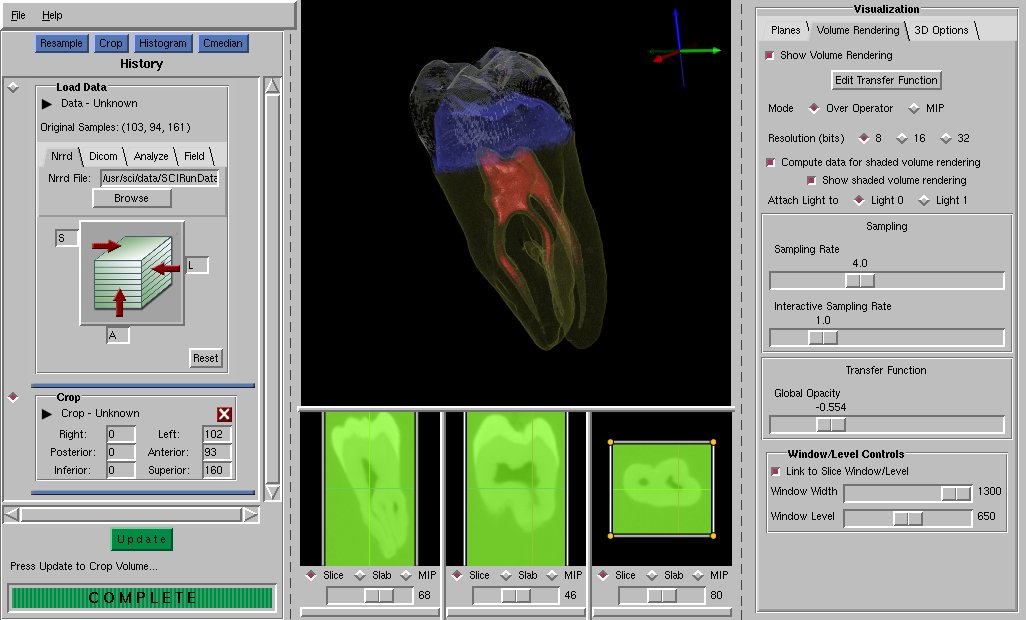 File Help
Resample Crop Histogram Cmedian
History
Load Data
Data - Unknown
Original Samples: (103, 94, 161)
Nrrd Dicom Analyze Field
Nrrd File: /usr/sci/data/SCIRunData
Browse
S
L
A
Reset
Crop
Crop - Unknown
Right: 0 Left: 102
Posterior: 0 Anterior: 93
Inferior: 0 Superior: 160
Update
Press Update to Crop Volume...
COMPLETE
Slice Slab MIP
68
Slice Slab MIP
46
Slice Slab MIP
80
Visualization
Planes Volume Rendering 3D Options
Show Volume Rendering
Edit Transfer Function
Mode Over Operator MIP
Resolution (bits) 8 16 32
Compute data for shaded volume rendering
Show shaded volume rendering
Attach Light to Light 0 Light 1
Sampling
Sampling Rate
4.0
Interactive Sampling Rate
1.0
Transfer Function
Global Opacity
-0.554
Window/Level Controls
Link to Slice Window/Level
Window Width 1300
Window Level 650